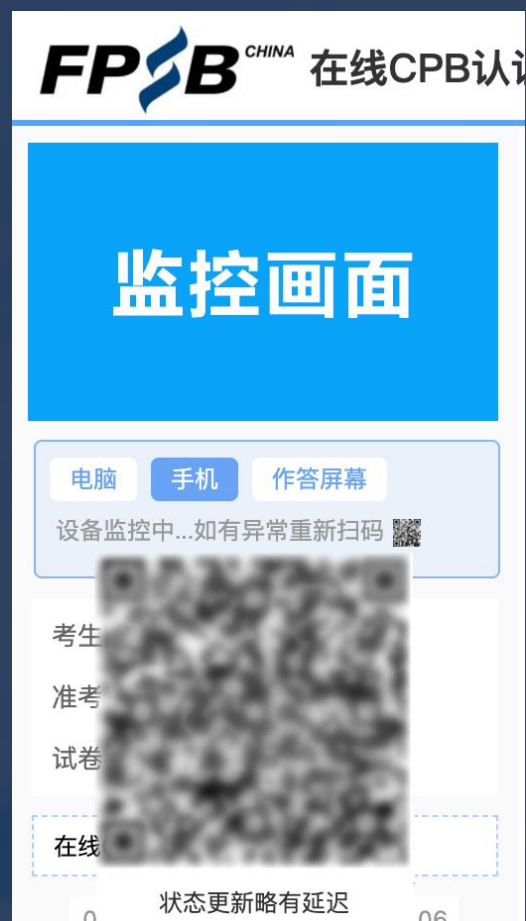 FPSB CHINA 在线CPB认
监控画面
电脑 手机 作答屏幕
设备监控中...如有异常重新扫码
考生
准考
试卷
在线
状态更新略有延迟
06